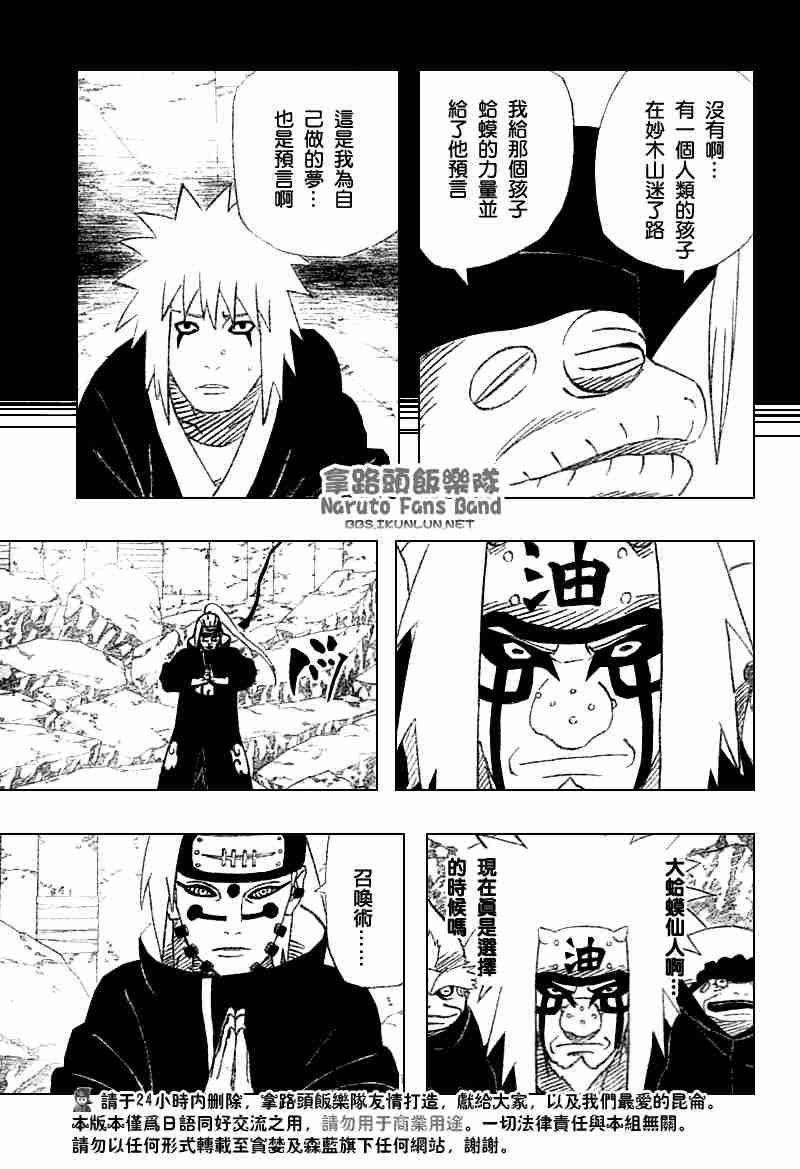 沒有啊…
有一個人類的孩子
在妙木山迷了路
我給那個孩子
蛤蟆的力量並
給了他預言
這是我為自
己做的夢…
也是預言啊
拿路頭飯樂隊
Naruto Fans Band
BBS.IKUNLUN.NET
油
大蛤蟆仙人啊…
現在眞是選擇
的時候嗎
油
召喚術……
請于24小時内删除，拿路頭飯樂隊友情打造，獻給大家，以及我們最愛的昆侖。
本版本僅爲日語同好交流之用，請勿用于商業用途。一切法律責任與本組無關。
請勿以任何形式轉載至貪婪及森藍旗下任何網站，謝謝。